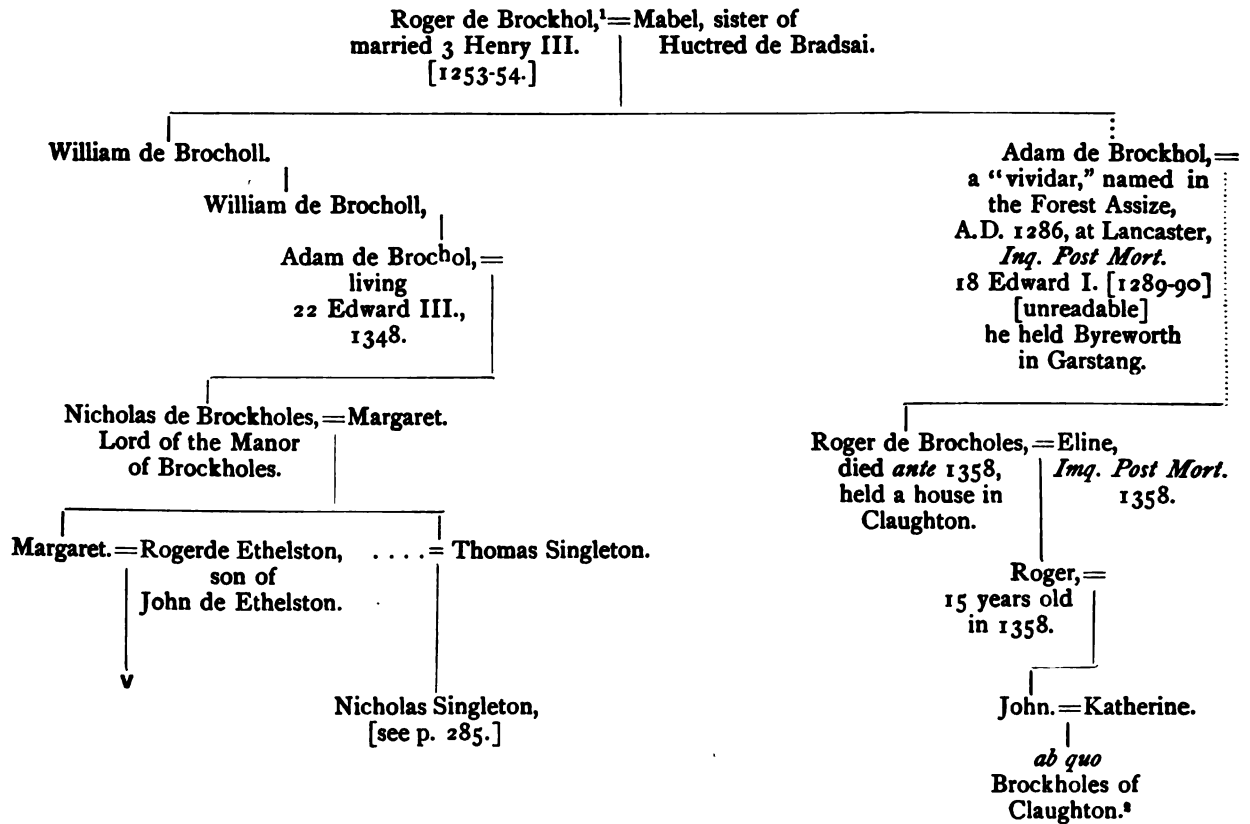 Roger de Brockhol,¹=Mabel, sister of
married 3 Henry III. Huctred de Bradsai.
[1253-54.]
William de Brocholl.
William de Brocholl,
Adam de Brochol,=
living
22 Edward III.,
1348.
Adam de Brockhol,=
a "vividar," named in
the Forest Assize,
A.D. 1286, at Lancaster,
Inq. Post Mort.
18 Edward I. [1289-90]
[unreadable]
he held Byreworth
in Garstang.
Nicholas de Brockholes,=Margaret.
Lord of the Manor
of Brockholes.
Roger de Brocholes,=Eline,
died ante 1358, Imq. Post Mort.
held a house in 1358.
Claughton.
Margaret.=Rogerde Ethelston, ....=Thomas Singleton.
son of
John de Ethelston.
Roger,=
15 years old
in 1358.
v
Nicholas Singleton,
[see p. 285.]
John.=Katherine.
ab quo
Brockholes of
Claughton.²